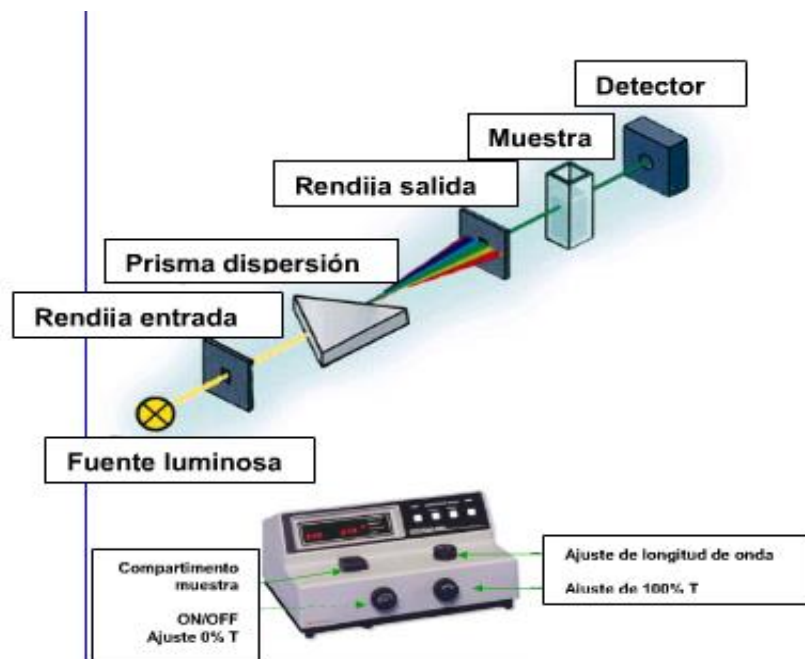 Detector
Muestra
Rendija salida
Prisma dispersión
Rendija entrada
Fuente luminosa
Compartimento
muestra
ON/OFF
Ajuste 0% T
Ajuste de longitud de onda
Ajuste de 100% T